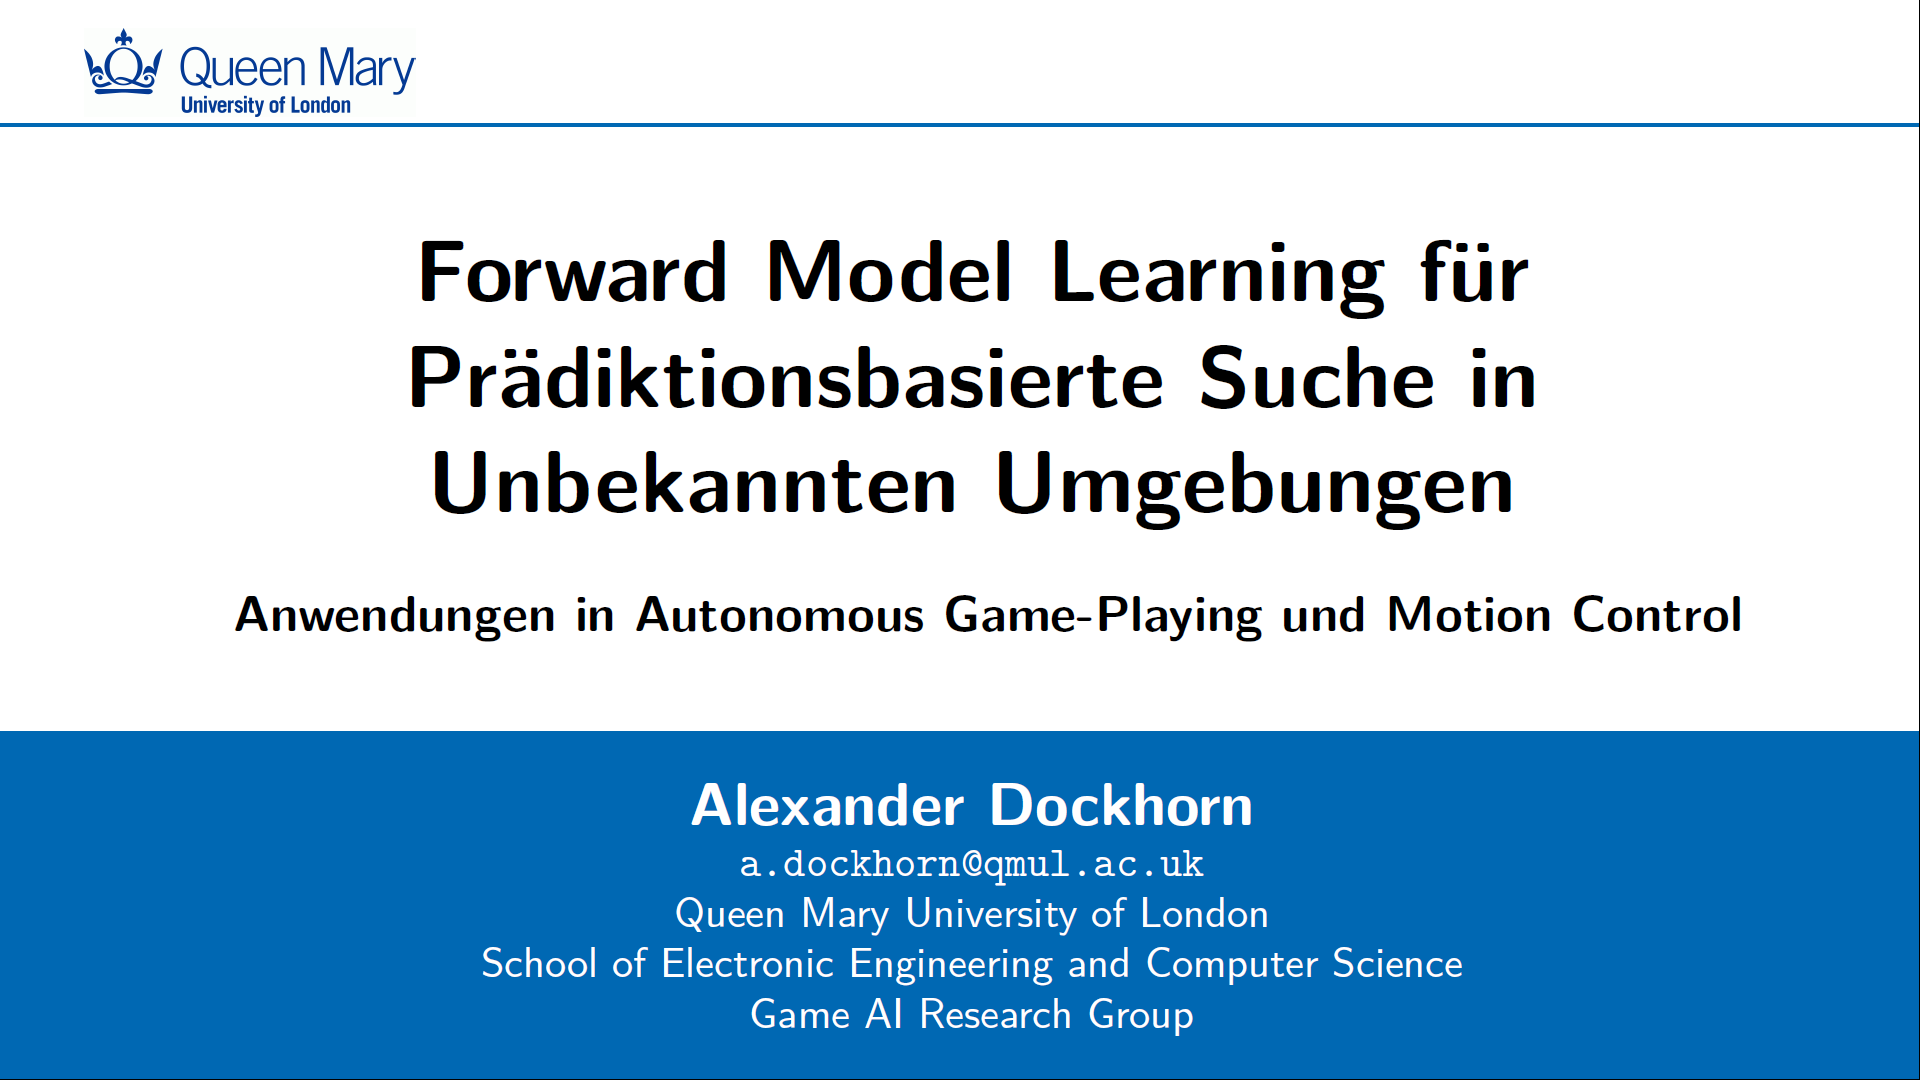 Queen Mary
University of London
Forward Model Learning für
Prädiktionsbasierte Suche in
Unbekannten Umgebungen
Anwendungen in Autonomous Game-Playing und Motion Control
Alexander Dockhorn
a.dockhorn@qmul.ac.uk
Queen Mary University of London
School of Electronic Engineering and Computer Science
Game AI Research Group